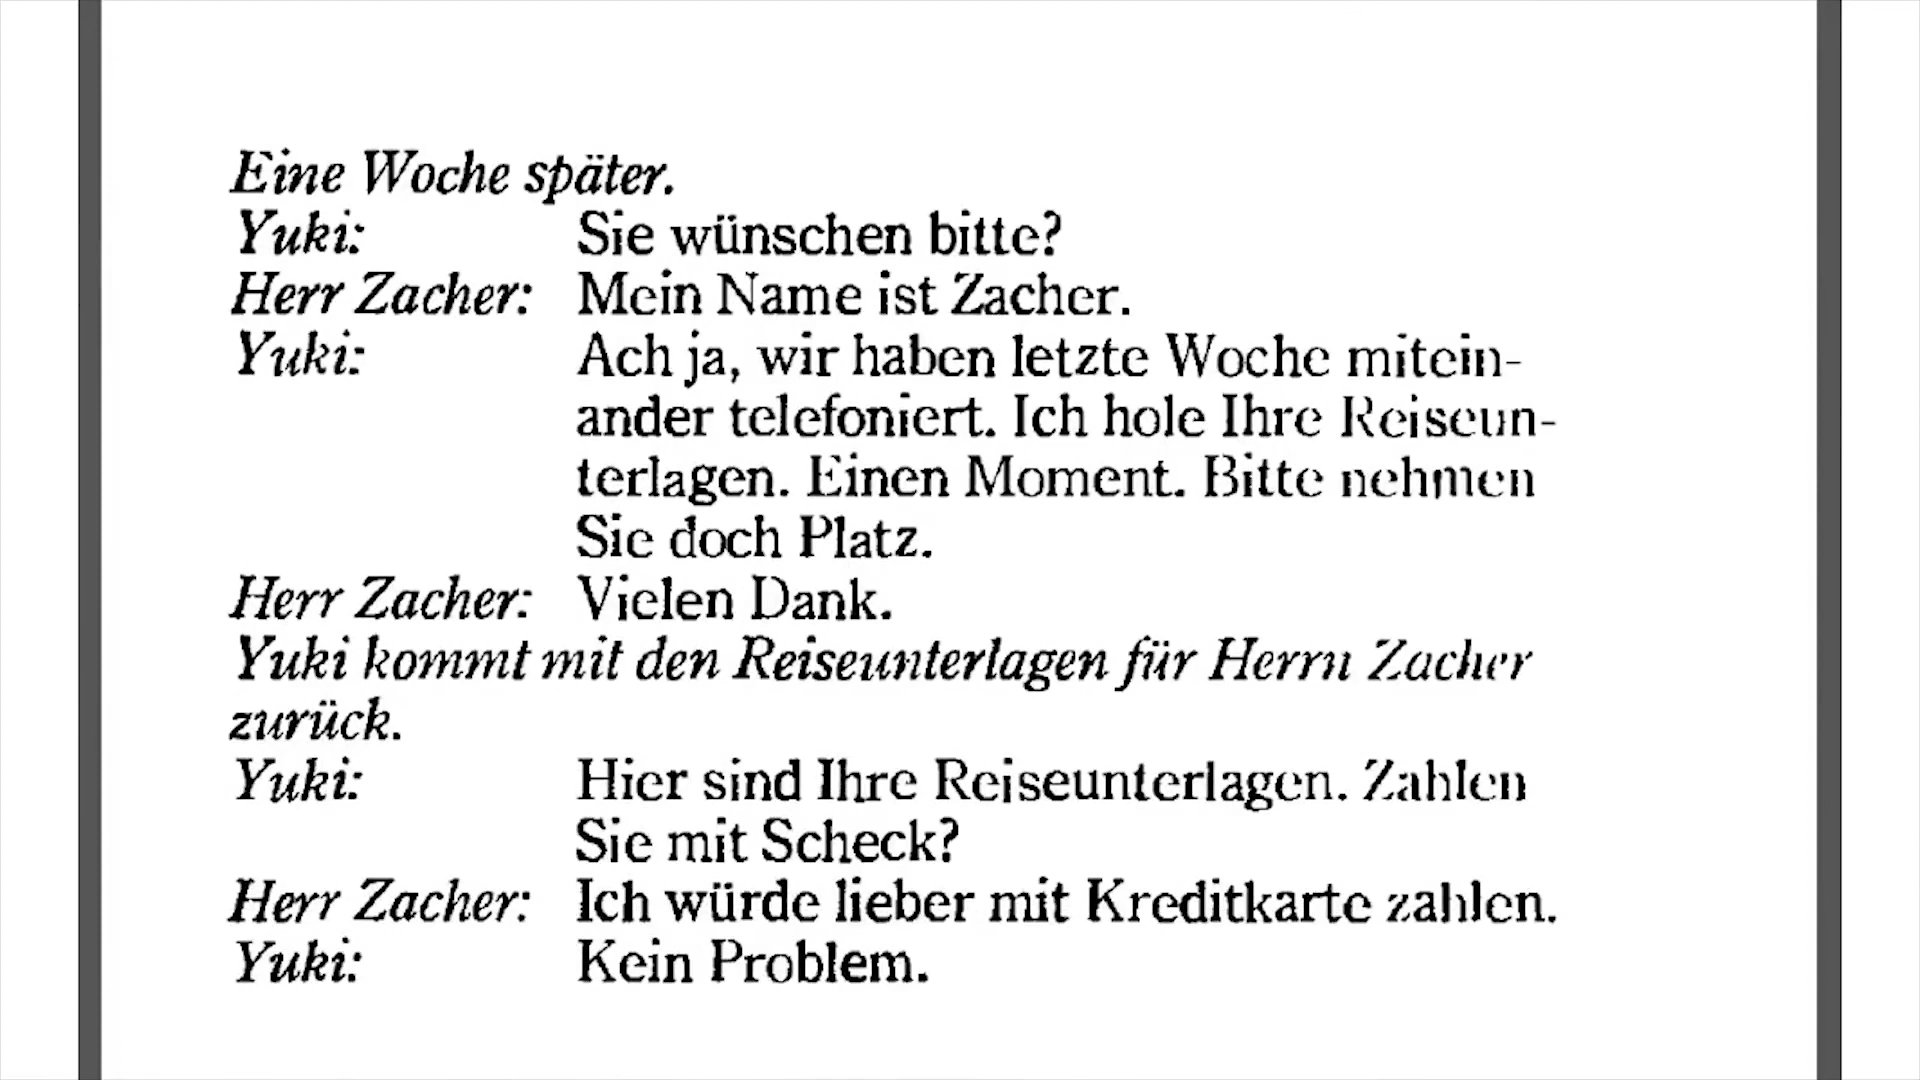 Eine Woche später.
Yuki: Sie wünschen bitte?
Herr Zacher: Mein Name ist Zacher.
Yuki: Ach ja, wir haben letzte Woche mitein-
ander telefoniert. Ich hole Ihre Reiseun-
terlagen. Einen Moment. Bitte nehmen
Sie doch Platz.
Herr Zacher: Vielen Dank.
Yuki kommt mit den Reiseunterlagen für Herrn Zacher
zurück.
Yuki: Hier sind Ihre Reiseunterlagen. Zahlen
Sie mit Scheck?
Herr Zacher: Ich würde lieber mit Kreditkarte zahlen.
Yuki: Kein Problem.